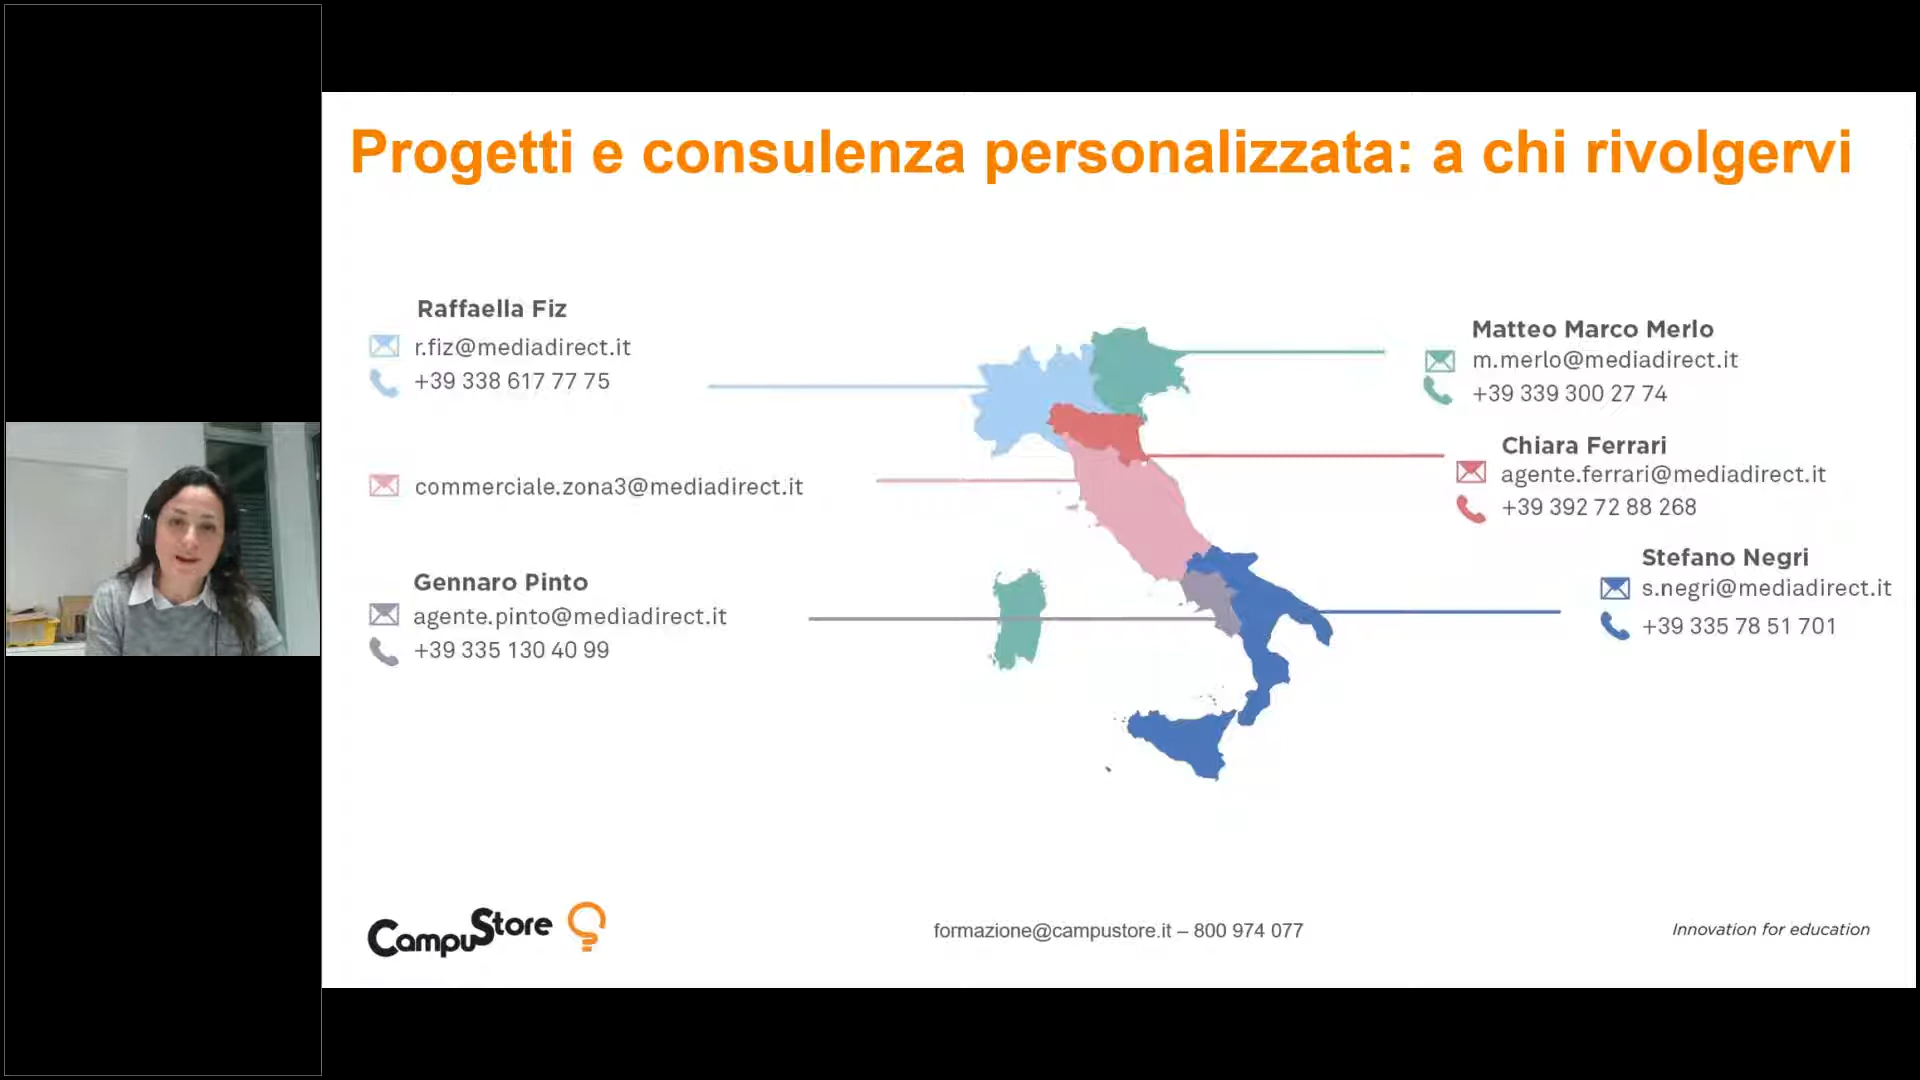 Progetti e consulenza personalizzata: a chi rivolgervi
Raffaella Fiz
r.fiz@mediadirect.it
+39 338 617 77 75
commerciale.zona3@mediadirect.it
Gennaro Pinto
agente.pinto@mediadirect.it
+39 335 130 40 99
Matteo Marco Merlo
m.merlo@mediadirect.it
+39 339 300 27 74
Chiara Ferrari
agente.ferrari@mediadirect.it
+39 392 72 88 268
Stefano Negri
s.negri@mediadirect.it
+39 335 78 51 701
CampuStore
formazione@campustore.it – 800 974 077
Innovation for education